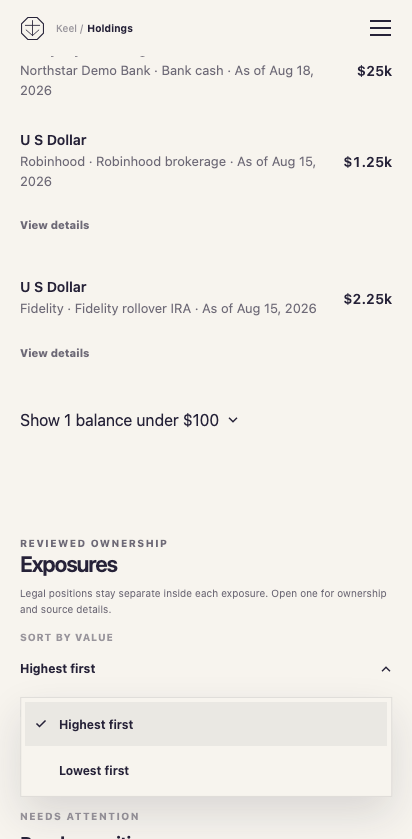 Keel / Holdings
Northstar Demo Bank · Bank cash · As of Aug 18,
2026
$25k
U S Dollar
Robinhood · Robinhood brokerage · As of Aug 15,
2026
$1.25k
View details
U S Dollar
Fidelity · Fidelity rollover IRA · As of Aug 15, 2026
$2.25k
View details
Show 1 balance under $100
REVIEWED OWNERSHIP
Exposures
Legal positions stay separate inside each exposure. Open one for ownership
and source details.
SORT BY VALUE
Highest first
Highest first
Lowest first
NEEDS ATTENTION